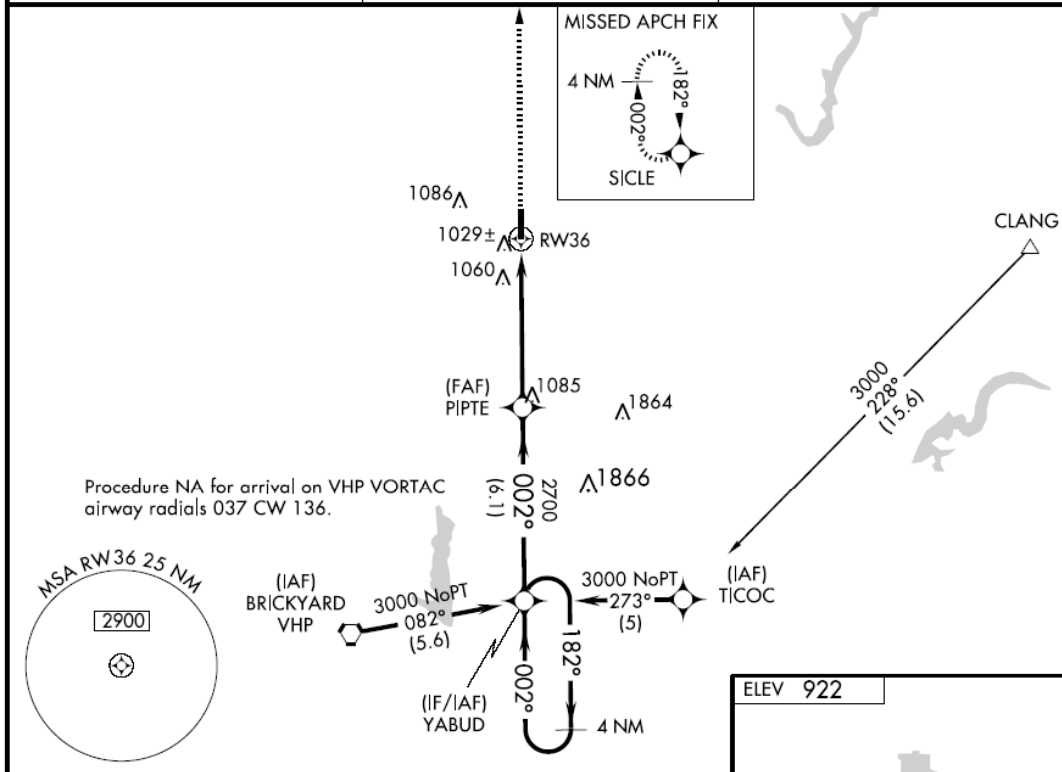 MISSED APCH FIX
4 NM
182°
002°
SICLE
1086
1029±
RW36
1060
CLANG
(FAF)
PIPTE
1085
1864
3000
228°
(15.6)
1866
2700
002°
(6.1)
Procedure NA for arrival on VHP VORTAC
airway radials 037 CW 136.
MSA RW36 25 NM
2900
(IAF)
BRICKYARD
VHP
3000 NoPT
082°
(5.6)
3000 NoPT
273°
(5)
(IAF)
TICOC
182°
002°
(IF/IAF)
YABUD
4 NM
ELEV 922